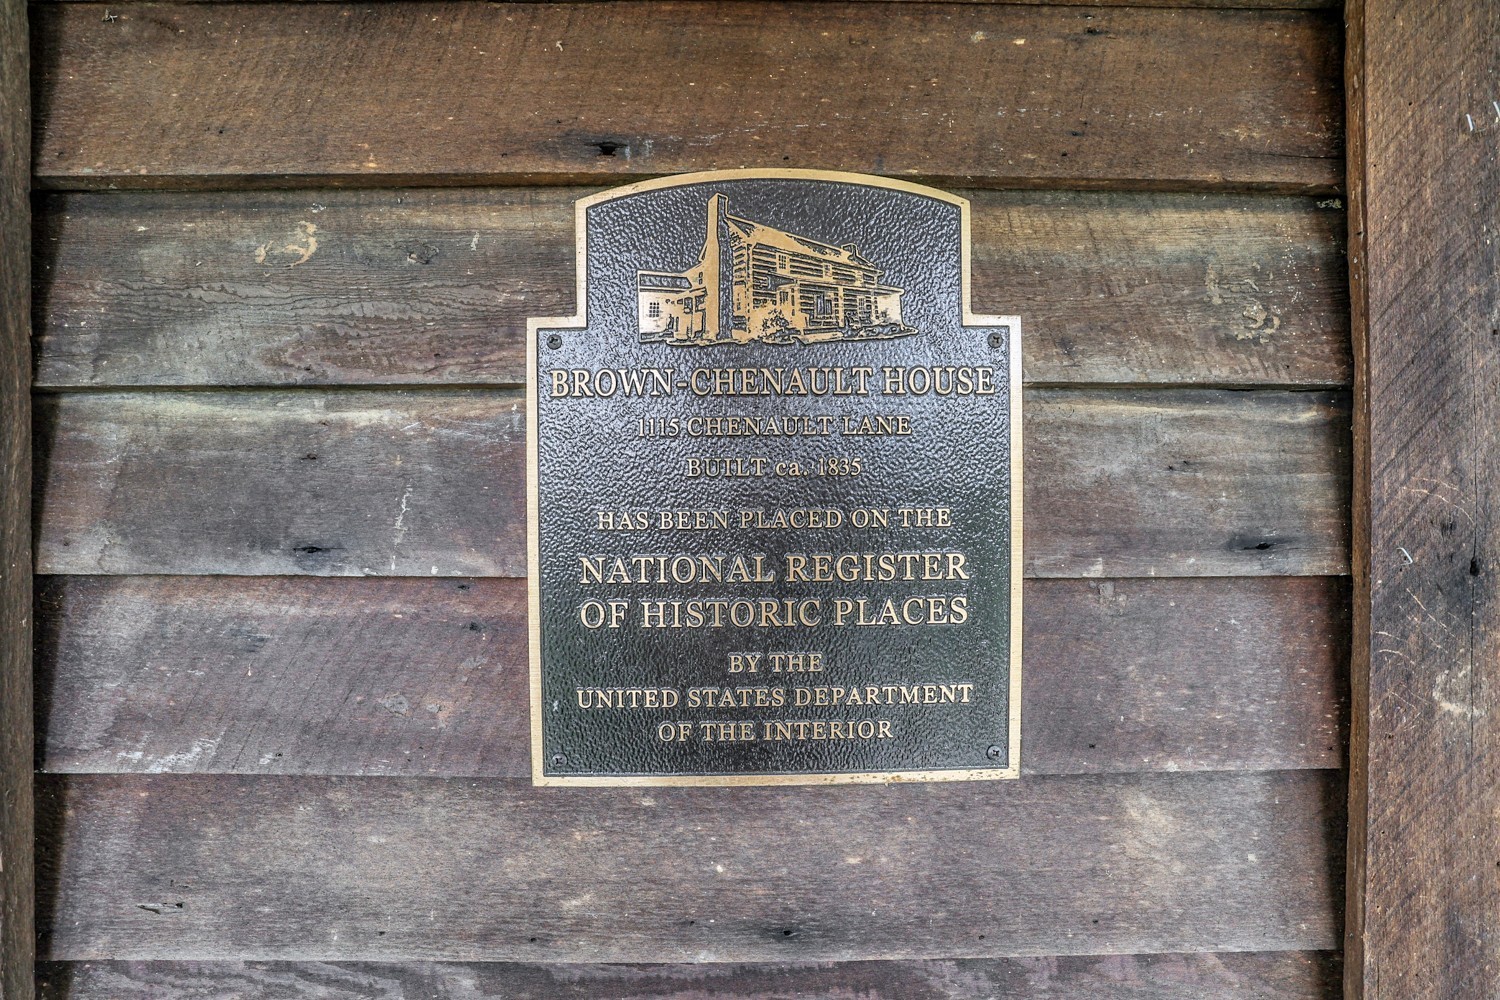 BROWN-CHENAULT HOUSE
1115 CHENAULT LANE
BUILT ca. 1835
HAS BEEN PLACED ON THE
NATIONAL REGISTER
OF HISTORIC PLACES
BY THE
UNITED STATES DEPARTMENT
OF THE INTERIOR